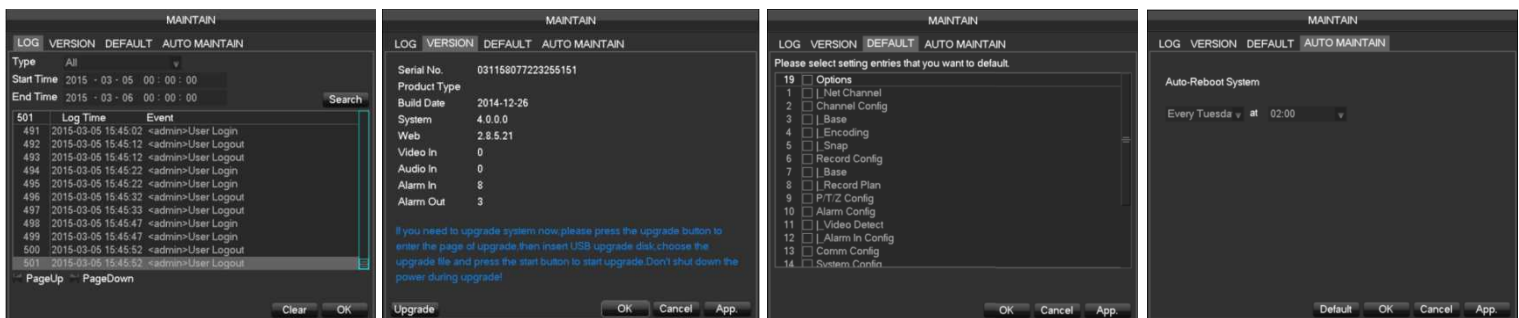 MAINTAIN
LOG VERSION DEFAULT AUTO MAINTAIN
Type All
Start Time 2015 - 03 - 05 00 : 00 : 00
End Time 2015 - 03 - 06 00 : 00 : 00
Search
501 Log Time Event
491 2015-03-05 15:45:02 <admin>User Login
492 2015-03-05 15:45:12 <admin>User Logout
493 2015-03-05 15:45:12 <admin>User Login
494 2015-03-05 15:45:22 <admin>User Logout
495 2015-03-05 15:45:22 <admin>User Login
496 2015-03-05 15:45:32 <admin>User Logout
497 2015-03-05 15:45:33 <admin>User Logout
498 2015-03-05 15:45:47 <admin>User Login
499 2015-03-05 15:45:47 <admin>User Login
500 2015-03-05 15:45:52 <admin>User Logout
501 2015-03-05 15:45:52 <admin>User Logout
PageUp PageDown
Clear OK
MAINTAIN
LOG VERSION DEFAULT AUTO MAINTAIN
Serial No. 031158077223255151
Product Type
Build Date 2014-12-26
System 4.0.0.0
Web 2.8.5.21
Video In 0
Audio In 0
Alarm In 8
Alarm Out 3
If you need to upgrade system now,please press the upgrade button to
enter the page of upgrade,then insert USB upgrade disk,choose the
upgrade file and press the start button to start upgrade.Don't shut down the
power during upgrade!
Upgrade OK Cancel App.
MAINTAIN
LOG VERSION DEFAULT AUTO MAINTAIN
Please select setting entries that you want to default.
19 Options
1 |_Net Channel
2 Channel Config
3 |_Base
4 |_Encoding
5 |_Snap
6 Record Config
7 |_Base
8 |_Record Plan
9 P/T/Z Config
10 Alarm Config
11 |_Video Detect
12 |_Alarm In Config
13 Comm Config
14 System Config
OK Cancel App.
MAINTAIN
LOG VERSION DEFAULT AUTO MAINTAIN
Auto-Reboot System
Every Tuesda at 02:00
Default OK Cancel App.